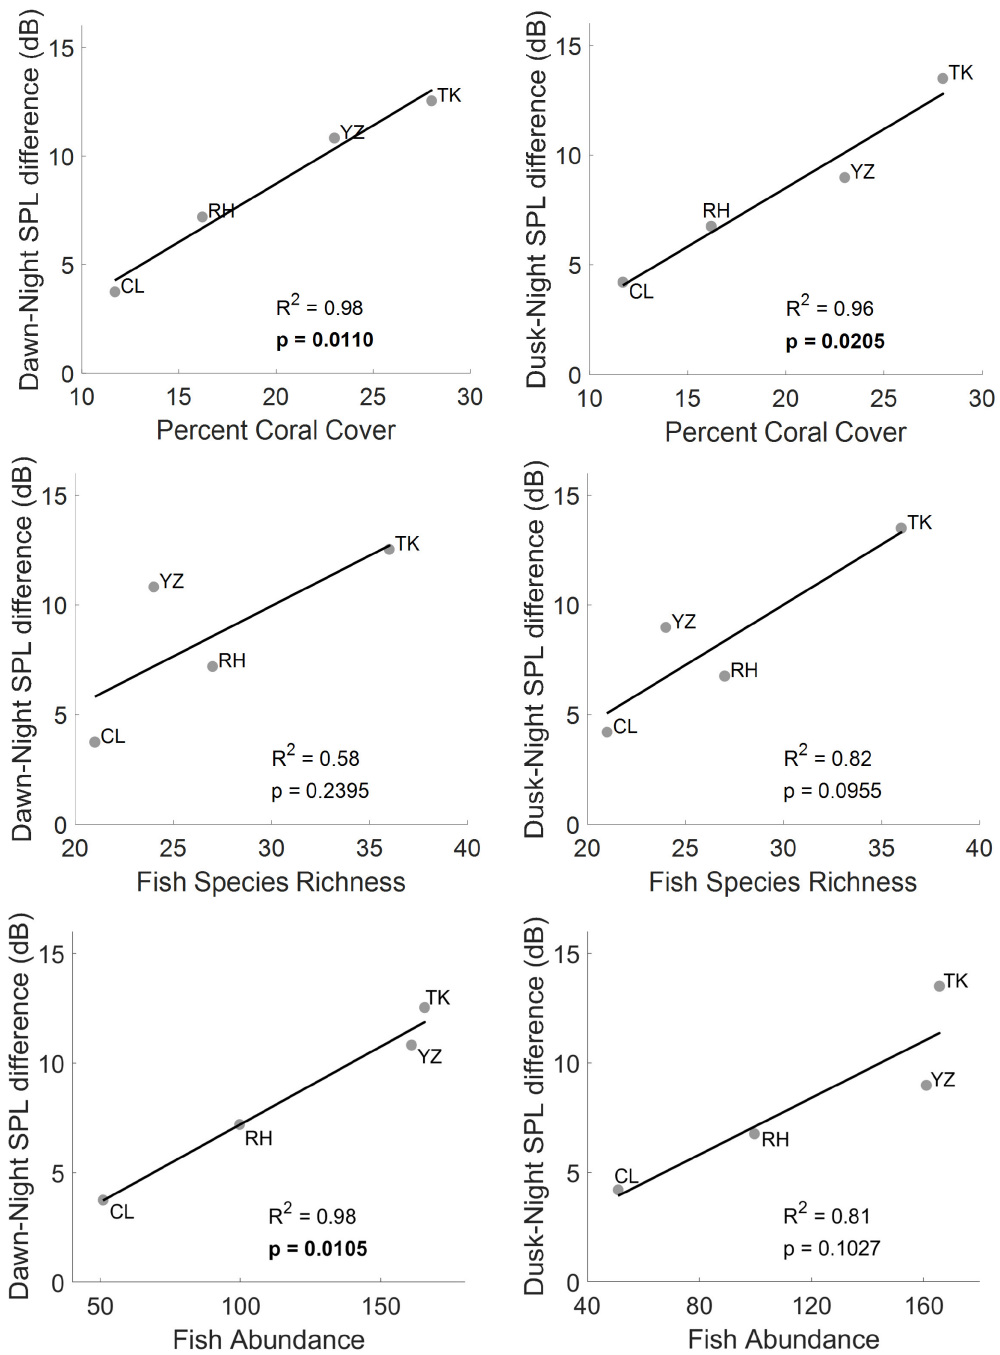 Dawn-Night SPL difference (dB)
15
10
5
0
TK
YZ
RH
CL
R² = 0.98
p = 0.0110
10 15 20 25 30
Percent Coral Cover
Dusk-Night SPL difference (dB)
15
10
5
0
TK
YZ
RH
CL
R² = 0.96
p = 0.0205
10 15 20 25 30
Percent Coral Cover
Dawn-Night SPL difference (dB)
15
10
5
0
TK
YZ
RH
CL
R² = 0.58
p = 0.2395
20 25 30 35 40
Fish Species Richness
Dusk-Night SPL difference (dB)
15
10
5
0
TK
YZ
RH
CL
R² = 0.82
p = 0.0955
20 25 30 35 40
Fish Species Richness
Dawn-Night SPL difference (dB)
15
10
5
0
TK
YZ
RH
CL
R² = 0.98
p = 0.0105
50 100 150
Fish Abundance
Dusk-Night SPL difference (dB)
15
10
5
0
TK
YZ
RH
CL
R² = 0.81
p = 0.1027
40 80 120 160
Fish Abundance